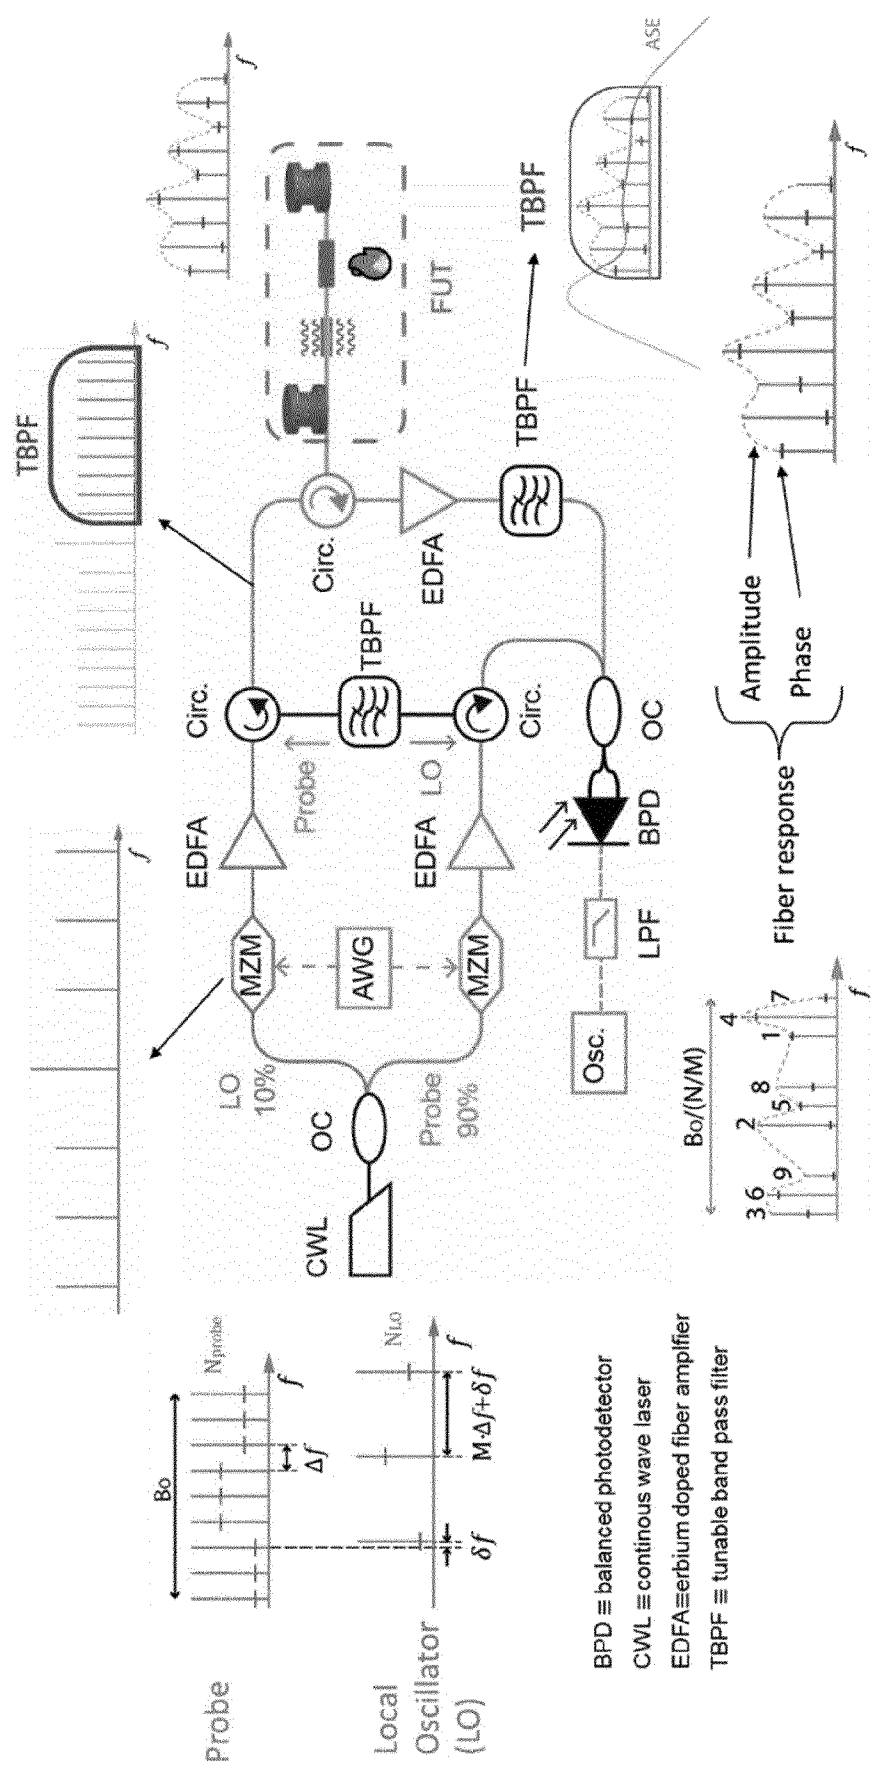 Probe
Bo
Nprobe
Δf
f
Local
Oscillator
(LO)
NLO
δf
M·Δf+δf
f
BPD ≡ balanced photodetector
CWL ≡continous wave laser
EDFA≡erbium doped fiber amplfier
TBPF ≡ tunable band pass filter
f
TBPF
f
f
CWL
OC
LO
10%
Probe
90%
MZM
AWG
MZM
EDFA
EDFA
Probe
LO
Circ.
TBPF
Circ.
Circ.
EDFA
TBPF
FUT
TBPF
ASE
Osc.
LPF
BPD
OC
Bo/(N/M)
3
6
9
2
5
8
1
4
7
f
Fiber response
Amplitude
Phase
f